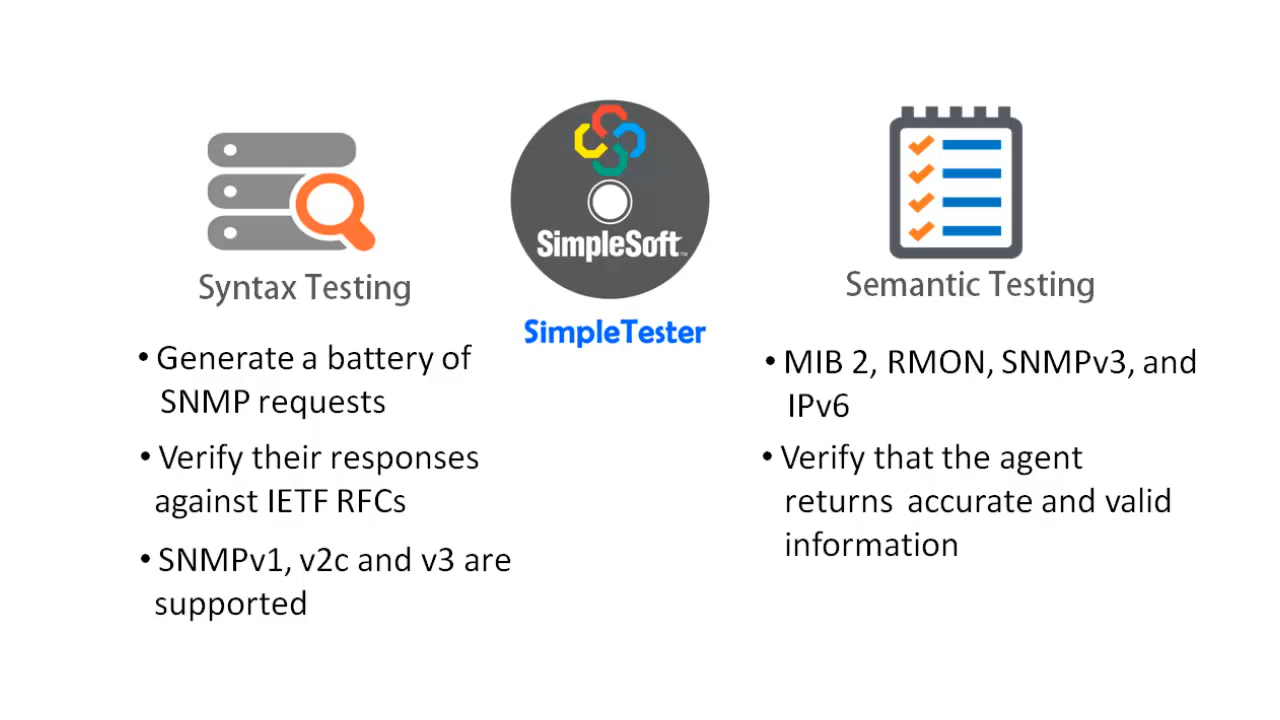 SimpleSoft™
SimpleTester
Syntax Testing
• Generate a battery of
SNMP requests
• Verify their responses
against IETF RFCs
• SNMPv1, v2c and v3 are
supported
Semantic Testing
• MIB 2, RMON, SNMPv3, and
IPv6
• Verify that the agent
returns accurate and valid
information